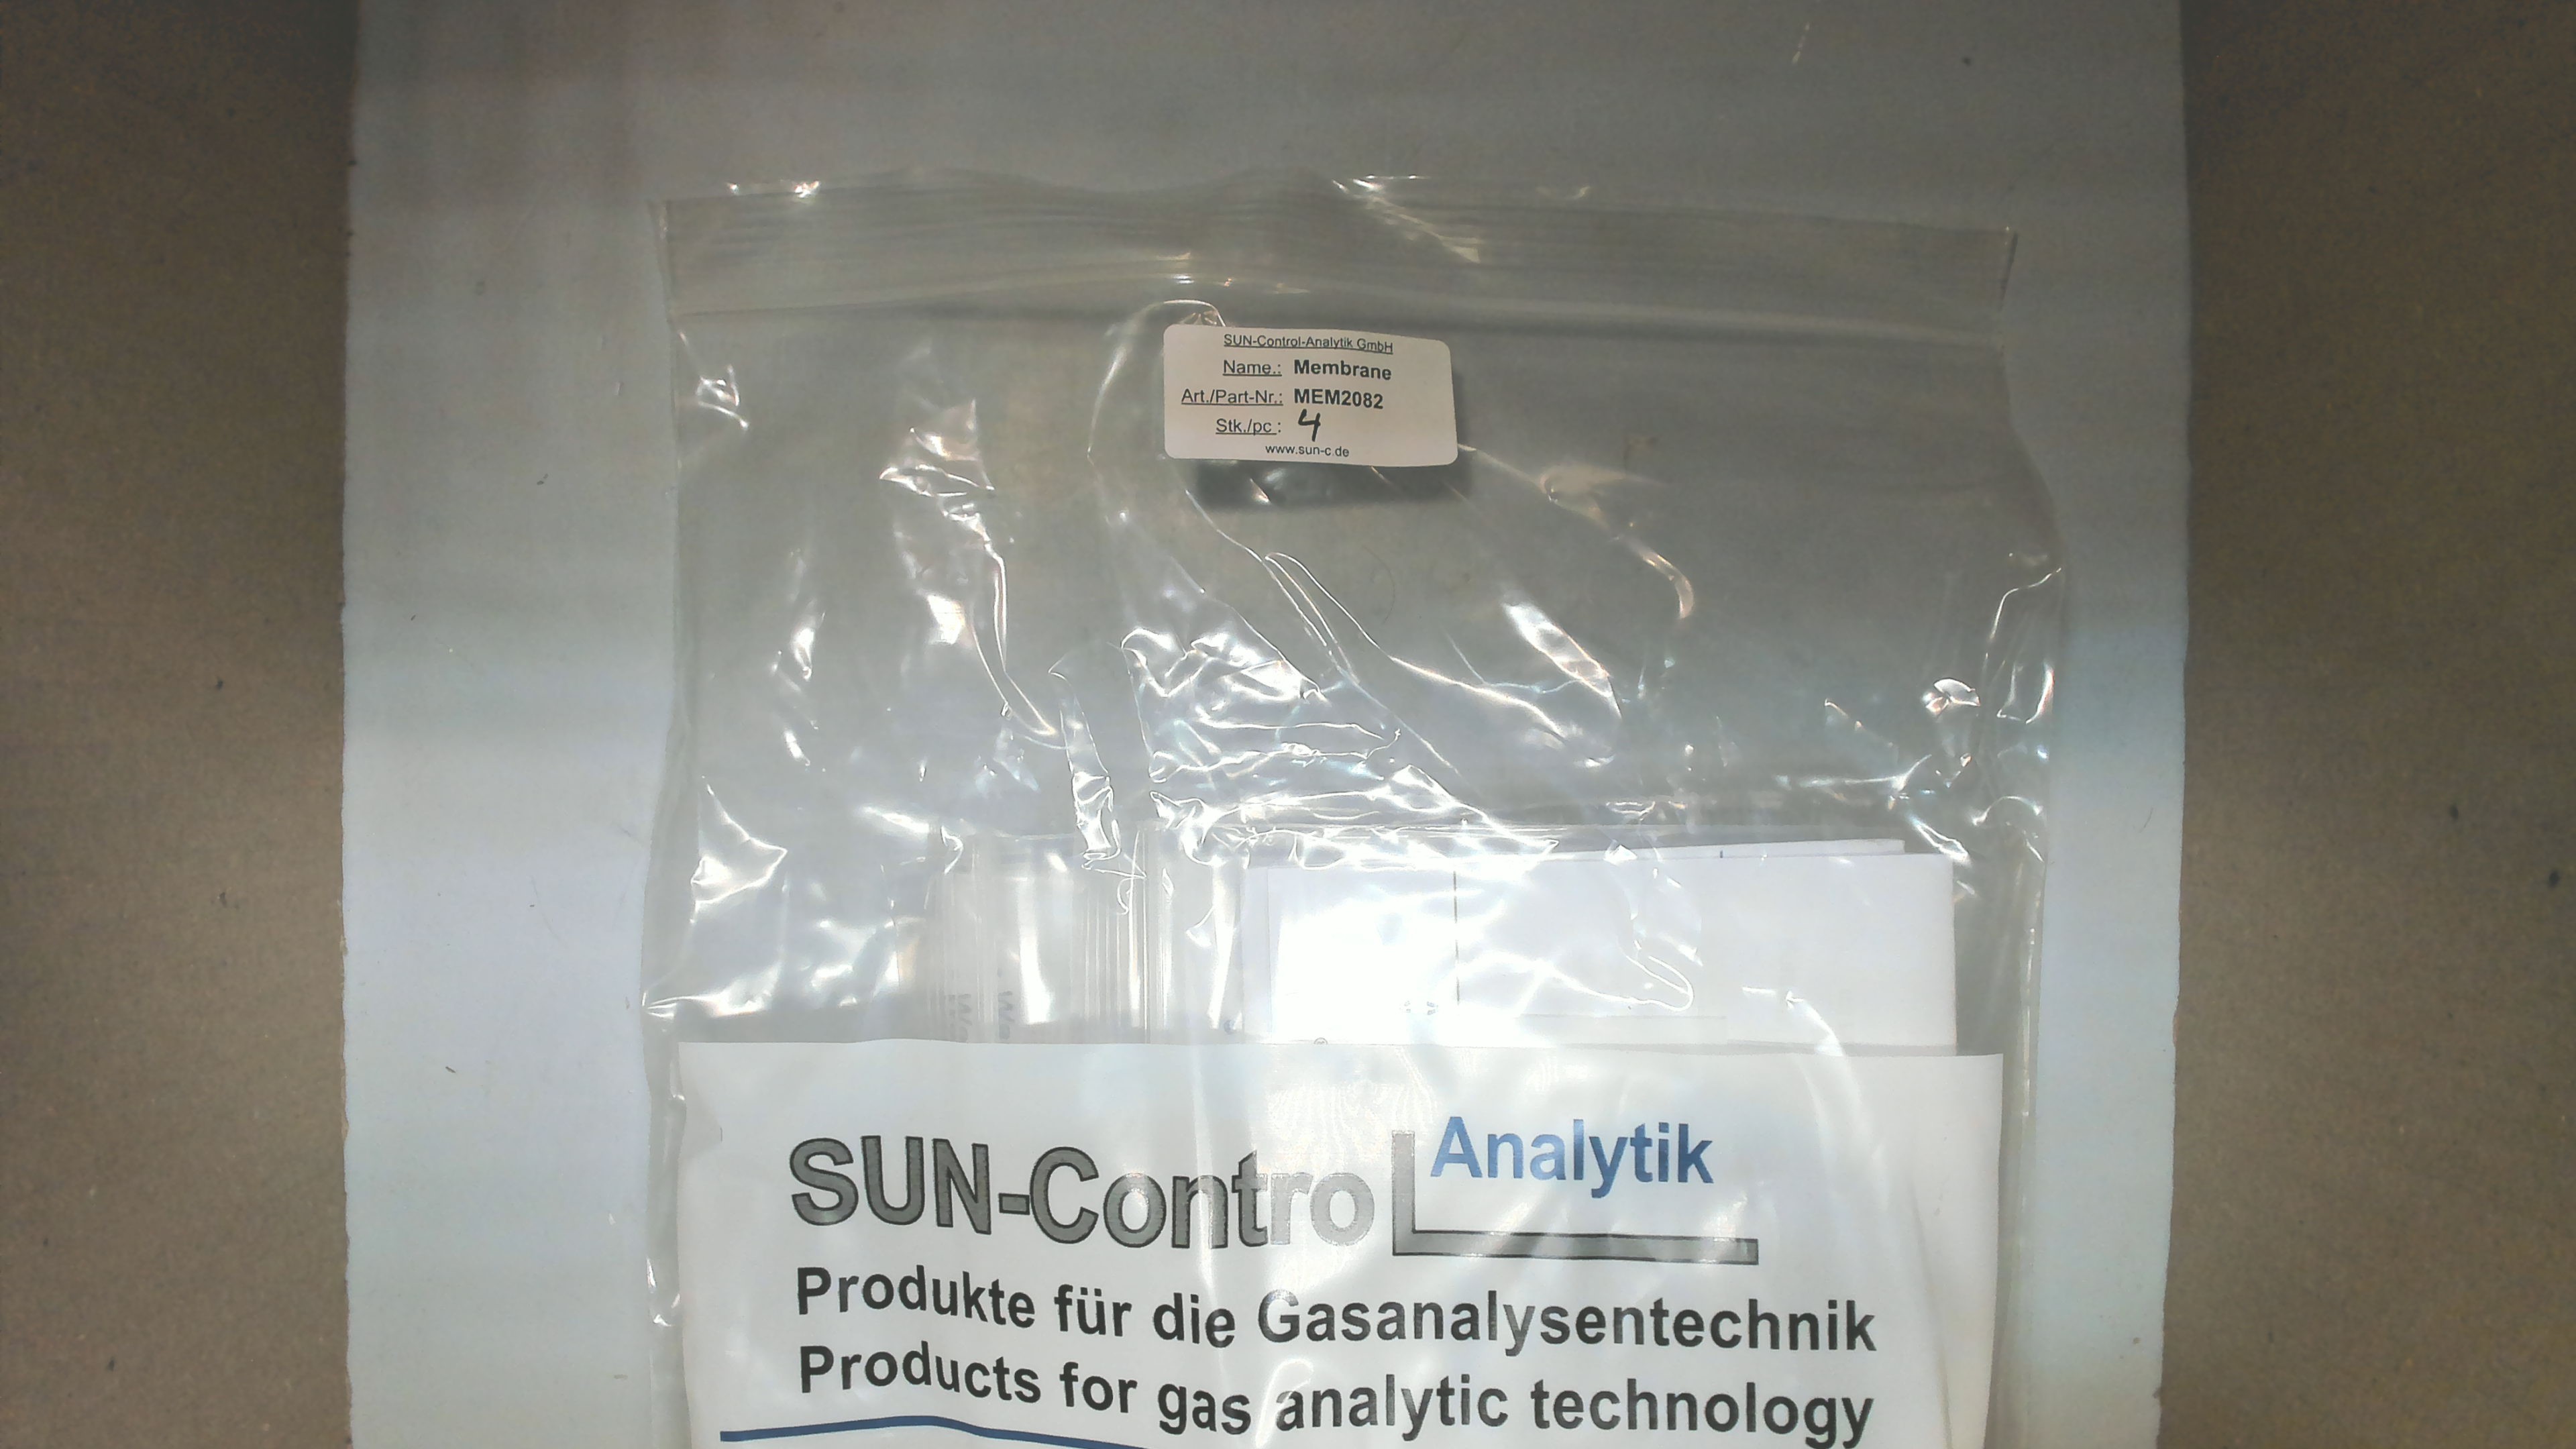 SUN-Control-Analytik GmbH
Name.: Membrane
Art./Part-Nr.: MEM2082
Stk./pc : 4
www.sun-c.de
SUN-Control Analytik
Produkte für die Gasanalysentechnik
Products for gas analytic technology